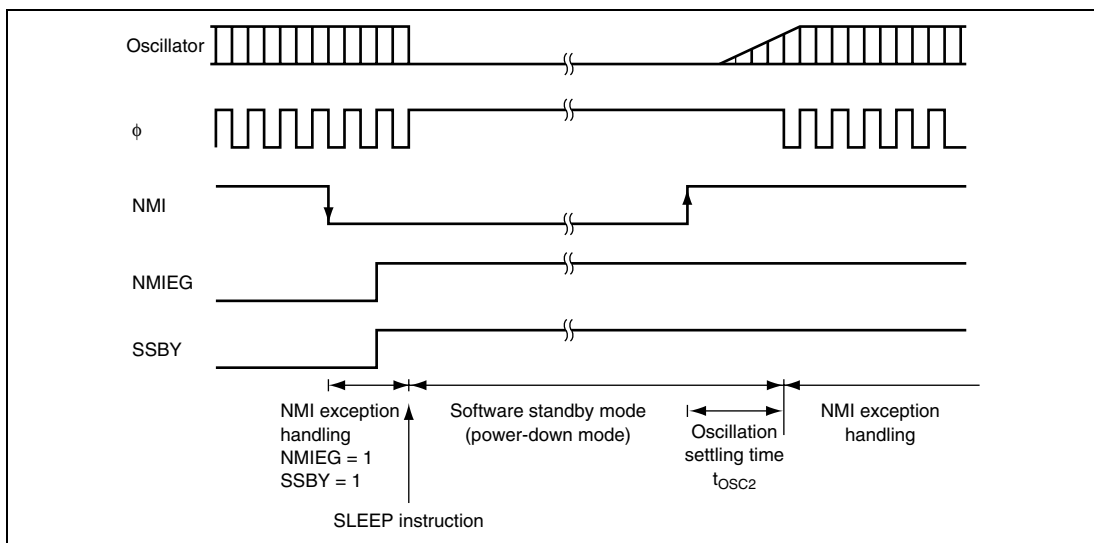 Oscillator
ϕ
NMI
NMIEG
SSBY
NMI exception
handling
NMIEG = 1
SSBY = 1
Software standby mode
(power-down mode)
Oscillation
settling time
tOSC2
NMI exception
handling
SLEEP instruction